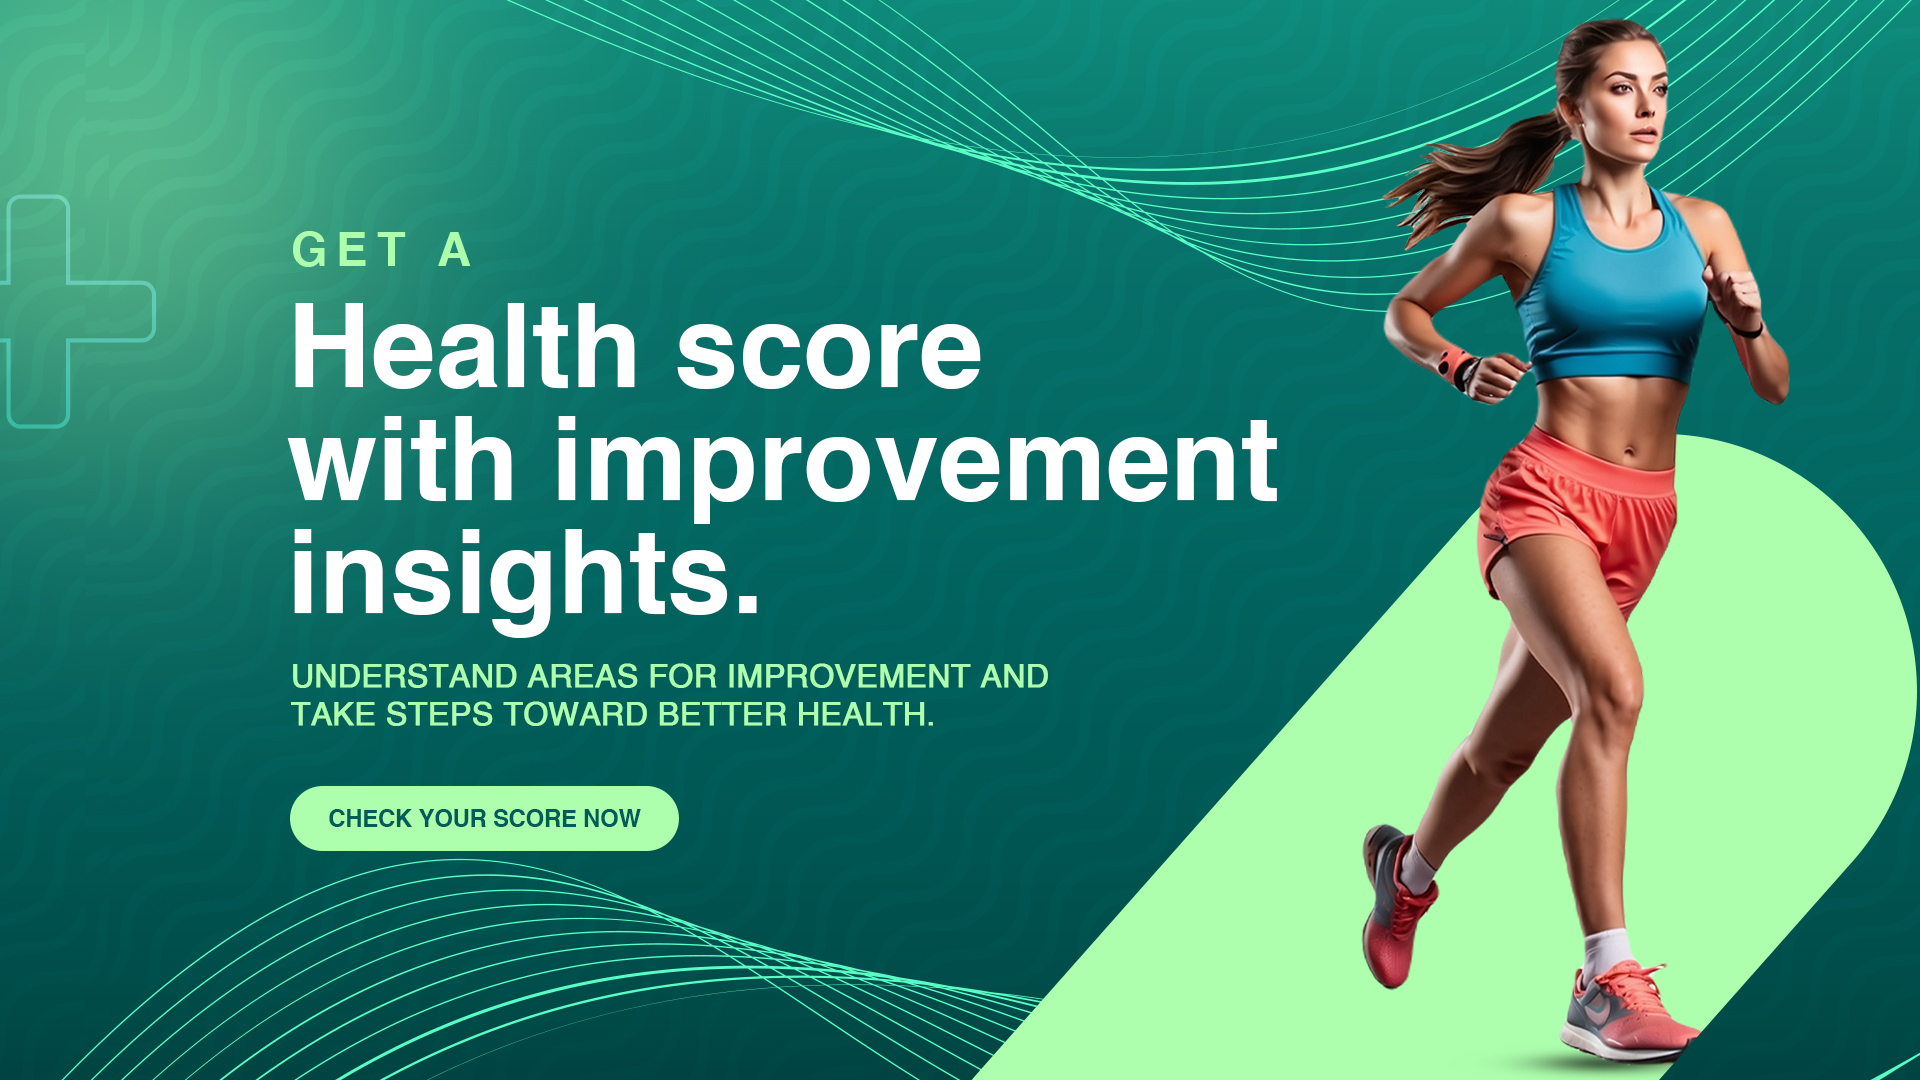 GET A
Health score
with improvement
insights.
UNDERSTAND AREAS FOR IMPROVEMENT AND
TAKE STEPS TOWARD BETTER HEALTH.
CHECK YOUR SCORE NOW